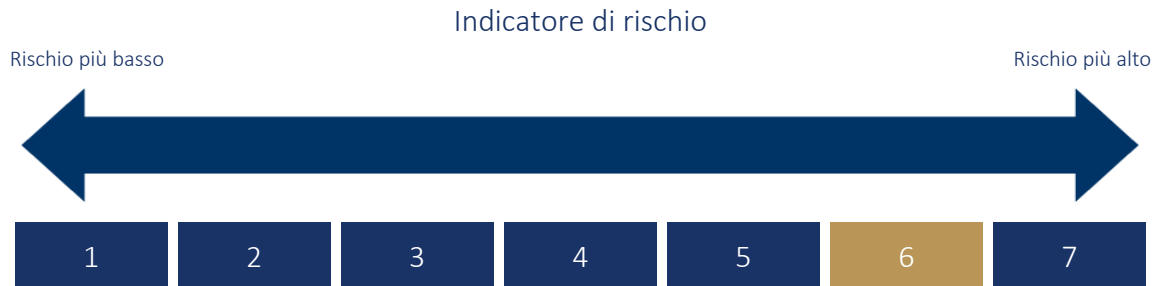 Indicatore di rischio
Rischio più basso Rischio più alto
1 2 3 4 5 6 7